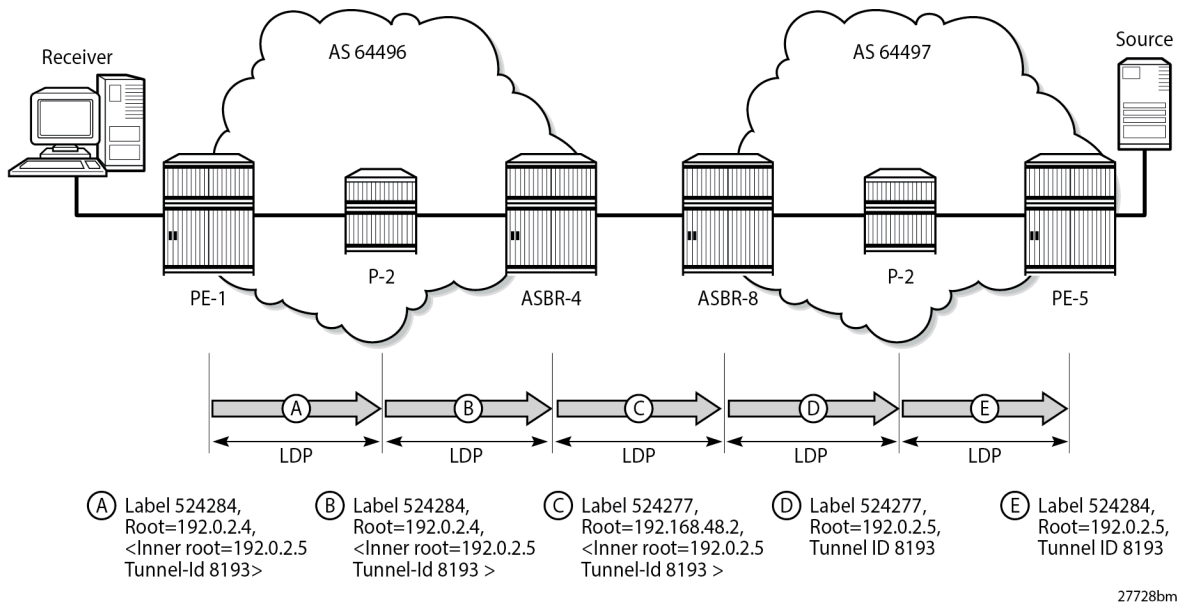 AS 64496
AS 64497
Source
Receiver
P-2
P-2
PE-1
ASBR-4
ASBR-8
PE-5
A
B
C
D
E
LDP
LDP
LDP
LDP
LDP
A Label 524284,
Root=192.0.2.4,
<Inner root=192.0.2.5
Tunnel-Id 8193>
B Label 524284,
Root=192.0.2.4,
<Inner root=192.0.2.5
Tunnel-Id 8193 >
C Label 524277,
Root=192.168.48.2,
<Inner root=192.0.2.5
Tunnel-Id 8193 >
D Label 524277,
Root=192.0.2.5,
Tunnel ID 8193
E Label 524284,
Root=192.0.2.5,
Tunnel ID 8193
27728bm